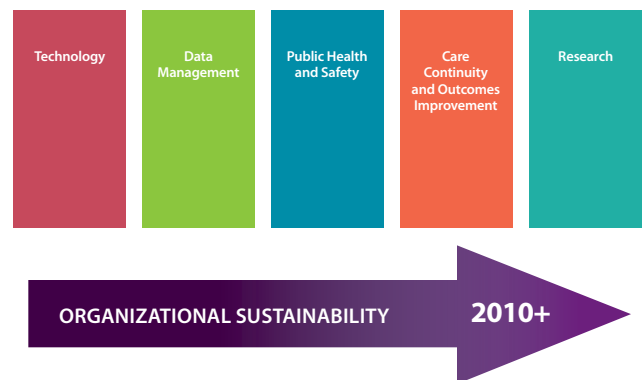 Technology
Data
Management
Public Health
and Safety
Care
Continuity
and Outcomes
Improvement
Research
ORGANIZATIONAL SUSTAINABILITY
2010+